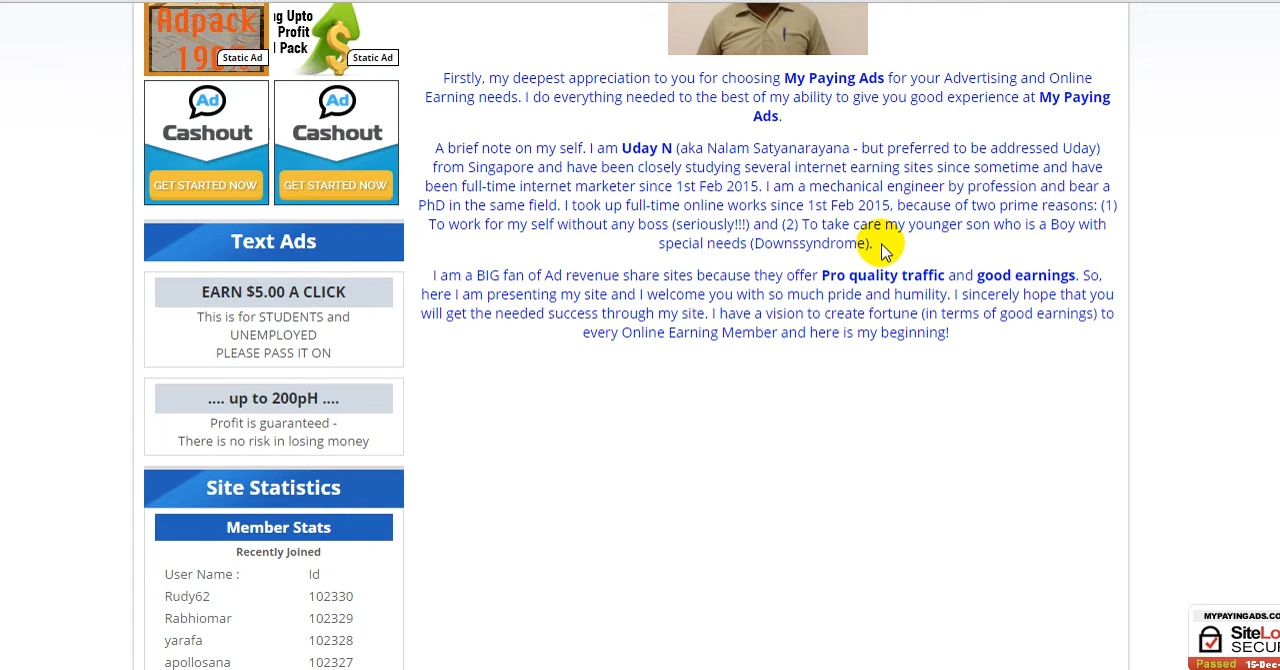 Adpack
190%
Static Ad
g Upto
Profit
Pack
Static Ad
Ad
Cashout
GET STARTED NOW
Ad
Cashout
GET STARTED NOW
Text Ads
EARN $5.00 A CLICK
This is for STUDENTS and
UNEMPLOYED
PLEASE PASS IT ON
.... up to 200pH ....
Profit is guaranteed -
There is no risk in losing money
Site Statistics
Member Stats
Recently Joined
User Name : Id
Rudy62 102330
Rabhiomar 102329
yarafa 102328
apollosana 102327
Firstly, my deepest appreciation to you for choosing My Paying Ads for your Advertising and Online
Earning needs. I do everything needed to the best of my ability to give you good experience at My Paying
Ads.
A brief note on my self. I am Uday N (aka Nalam Satyanarayana - but preferred to be addressed Uday)
from Singapore and have been closely studying several internet earning sites since sometime and have
been full-time internet marketer since 1st Feb 2015. I am a mechanical engineer by profession and bear a
PhD in the same field. I took up full-time online works since 1st Feb 2015, because of two prime reasons: (1)
To work for my self without any boss (seriously!!!) and (2) To take care my younger son who is a Boy with
special needs (Downssyndrome).
I am a BIG fan of Ad revenue share sites because they offer Pro quality traffic and good earnings. So,
here I am presenting my site and I welcome you with so much pride and humility. I sincerely hope that you
will get the needed success through my site. I have a vision to create fortune (in terms of good earnings) to
every Online Earning Member and here is my beginning!
MYPAYINGADS.CO
SiteLo
SECUR
Passed 15-Dec-